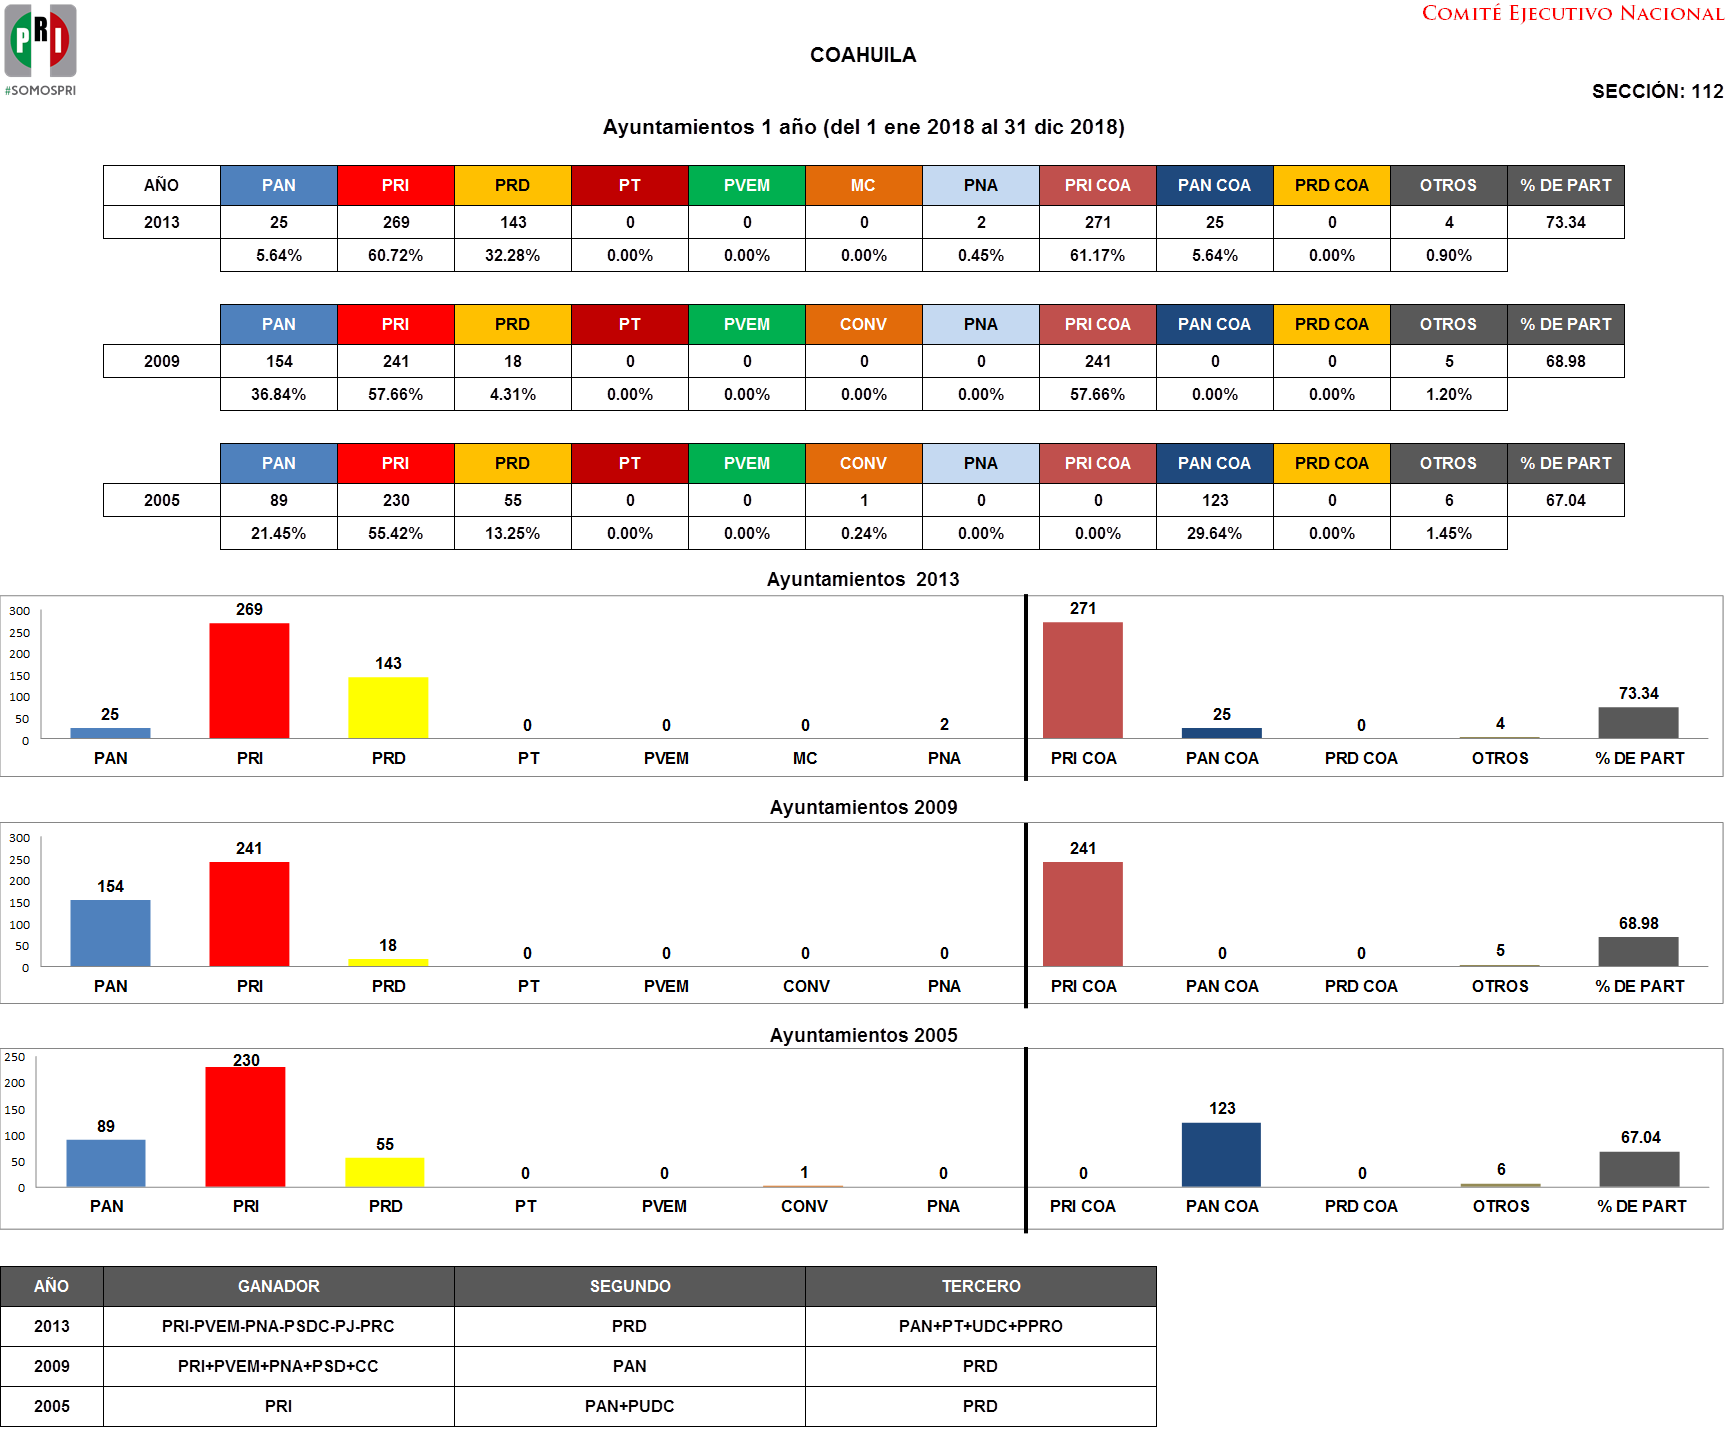 COMITÉ EJECUTIVO NACIONAL
PRI
#SOMOSPRI
COAHUILA
SECCIÓN: 112
Ayuntamientos 1 año (del 1 ene 2018 al 31 dic 2018)
AÑO PAN PRI PRD PT PVEM MC PNA PRI COA PAN COA PRD COA OTROS % DE PART
2013 25 269 143 0 0 0 2 271 25 0 4 73.34
5.64% 60.72% 32.28% 0.00% 0.00% 0.00% 0.45% 61.17% 5.64% 0.00% 0.90%
PAN PRI PRD PT PVEM CONV PNA PRI COA PAN COA PRD COA OTROS % DE PART
2009 154 241 18 0 0 0 0 241 0 0 5 68.98
36.84% 57.66% 4.31% 0.00% 0.00% 0.00% 0.00% 57.66% 0.00% 0.00% 1.20%
PAN PRI PRD PT PVEM CONV PNA PRI COA PAN COA PRD COA OTROS % DE PART
2005 89 230 55 0 0 1 0 0 123 0 6 67.04
21.45% 55.42% 13.25% 0.00% 0.00% 0.24% 0.00% 0.00% 29.64% 0.00% 1.45%
Ayuntamientos 2013
300
250
200
150
100
50
0
25 269 143 0 0 0 2 271 25 0 4 73.34
PAN PRI PRD PT PVEM MC PNA PRI COA PAN COA PRD COA OTROS % DE PART
Ayuntamientos 2009
300
250
200
150
100
50
0
154 241 18 0 0 0 0 241 0 0 5 68.98
PAN PRI PRD PT PVEM CONV PNA PRI COA PAN COA PRD COA OTROS % DE PART
Ayuntamientos 2005
250
200
150
100
50
0
89 230 55 0 0 1 0 0 123 0 6 67.04
PAN PRI PRD PT PVEM CONV PNA PRI COA PAN COA PRD COA OTROS % DE PART
AÑO GANADOR SEGUNDO TERCERO
2013 PRI-PVEM-PNA-PSDC-PJ-PRC PRD PAN+PT+UDC+PPRO
2009 PRI+PVEM+PNA+PSD+CC PAN PRD
2005 PRI PAN+PUDC PRD